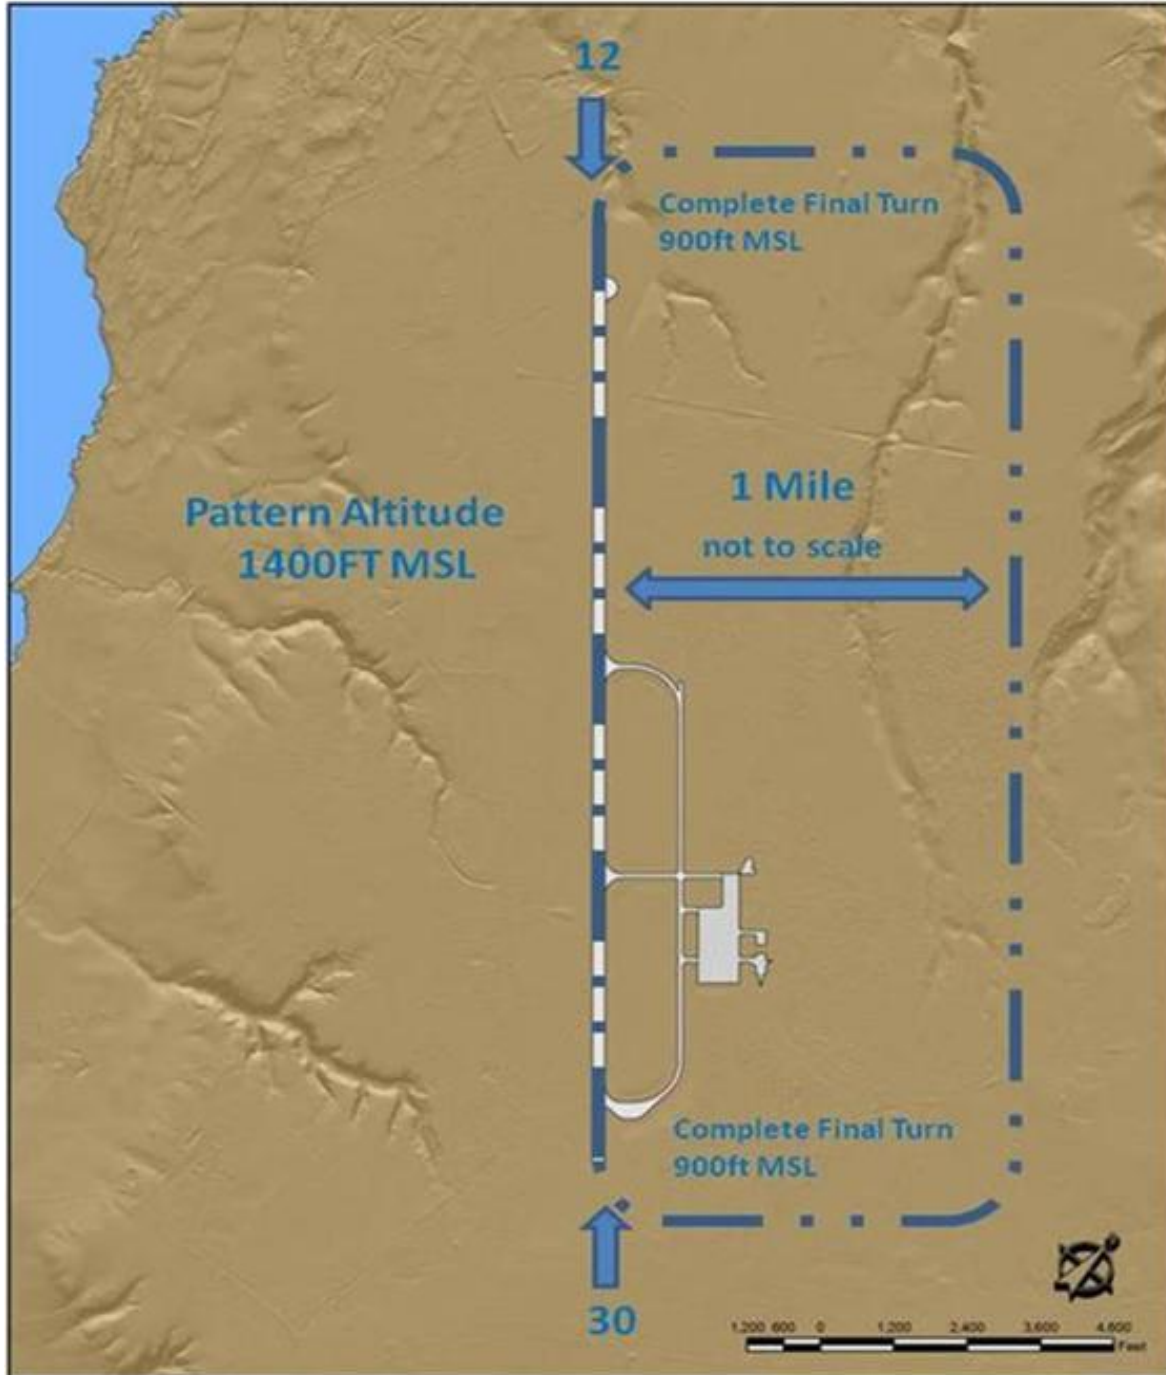 12
Complete Final Turn
900ft MSL
1 Mile
not to scale
Pattern Altitude
1400FT MSL
Complete Final Turn
900ft MSL
30
1,200 600 0 1,200 2,400 3,600 4,800
Feet